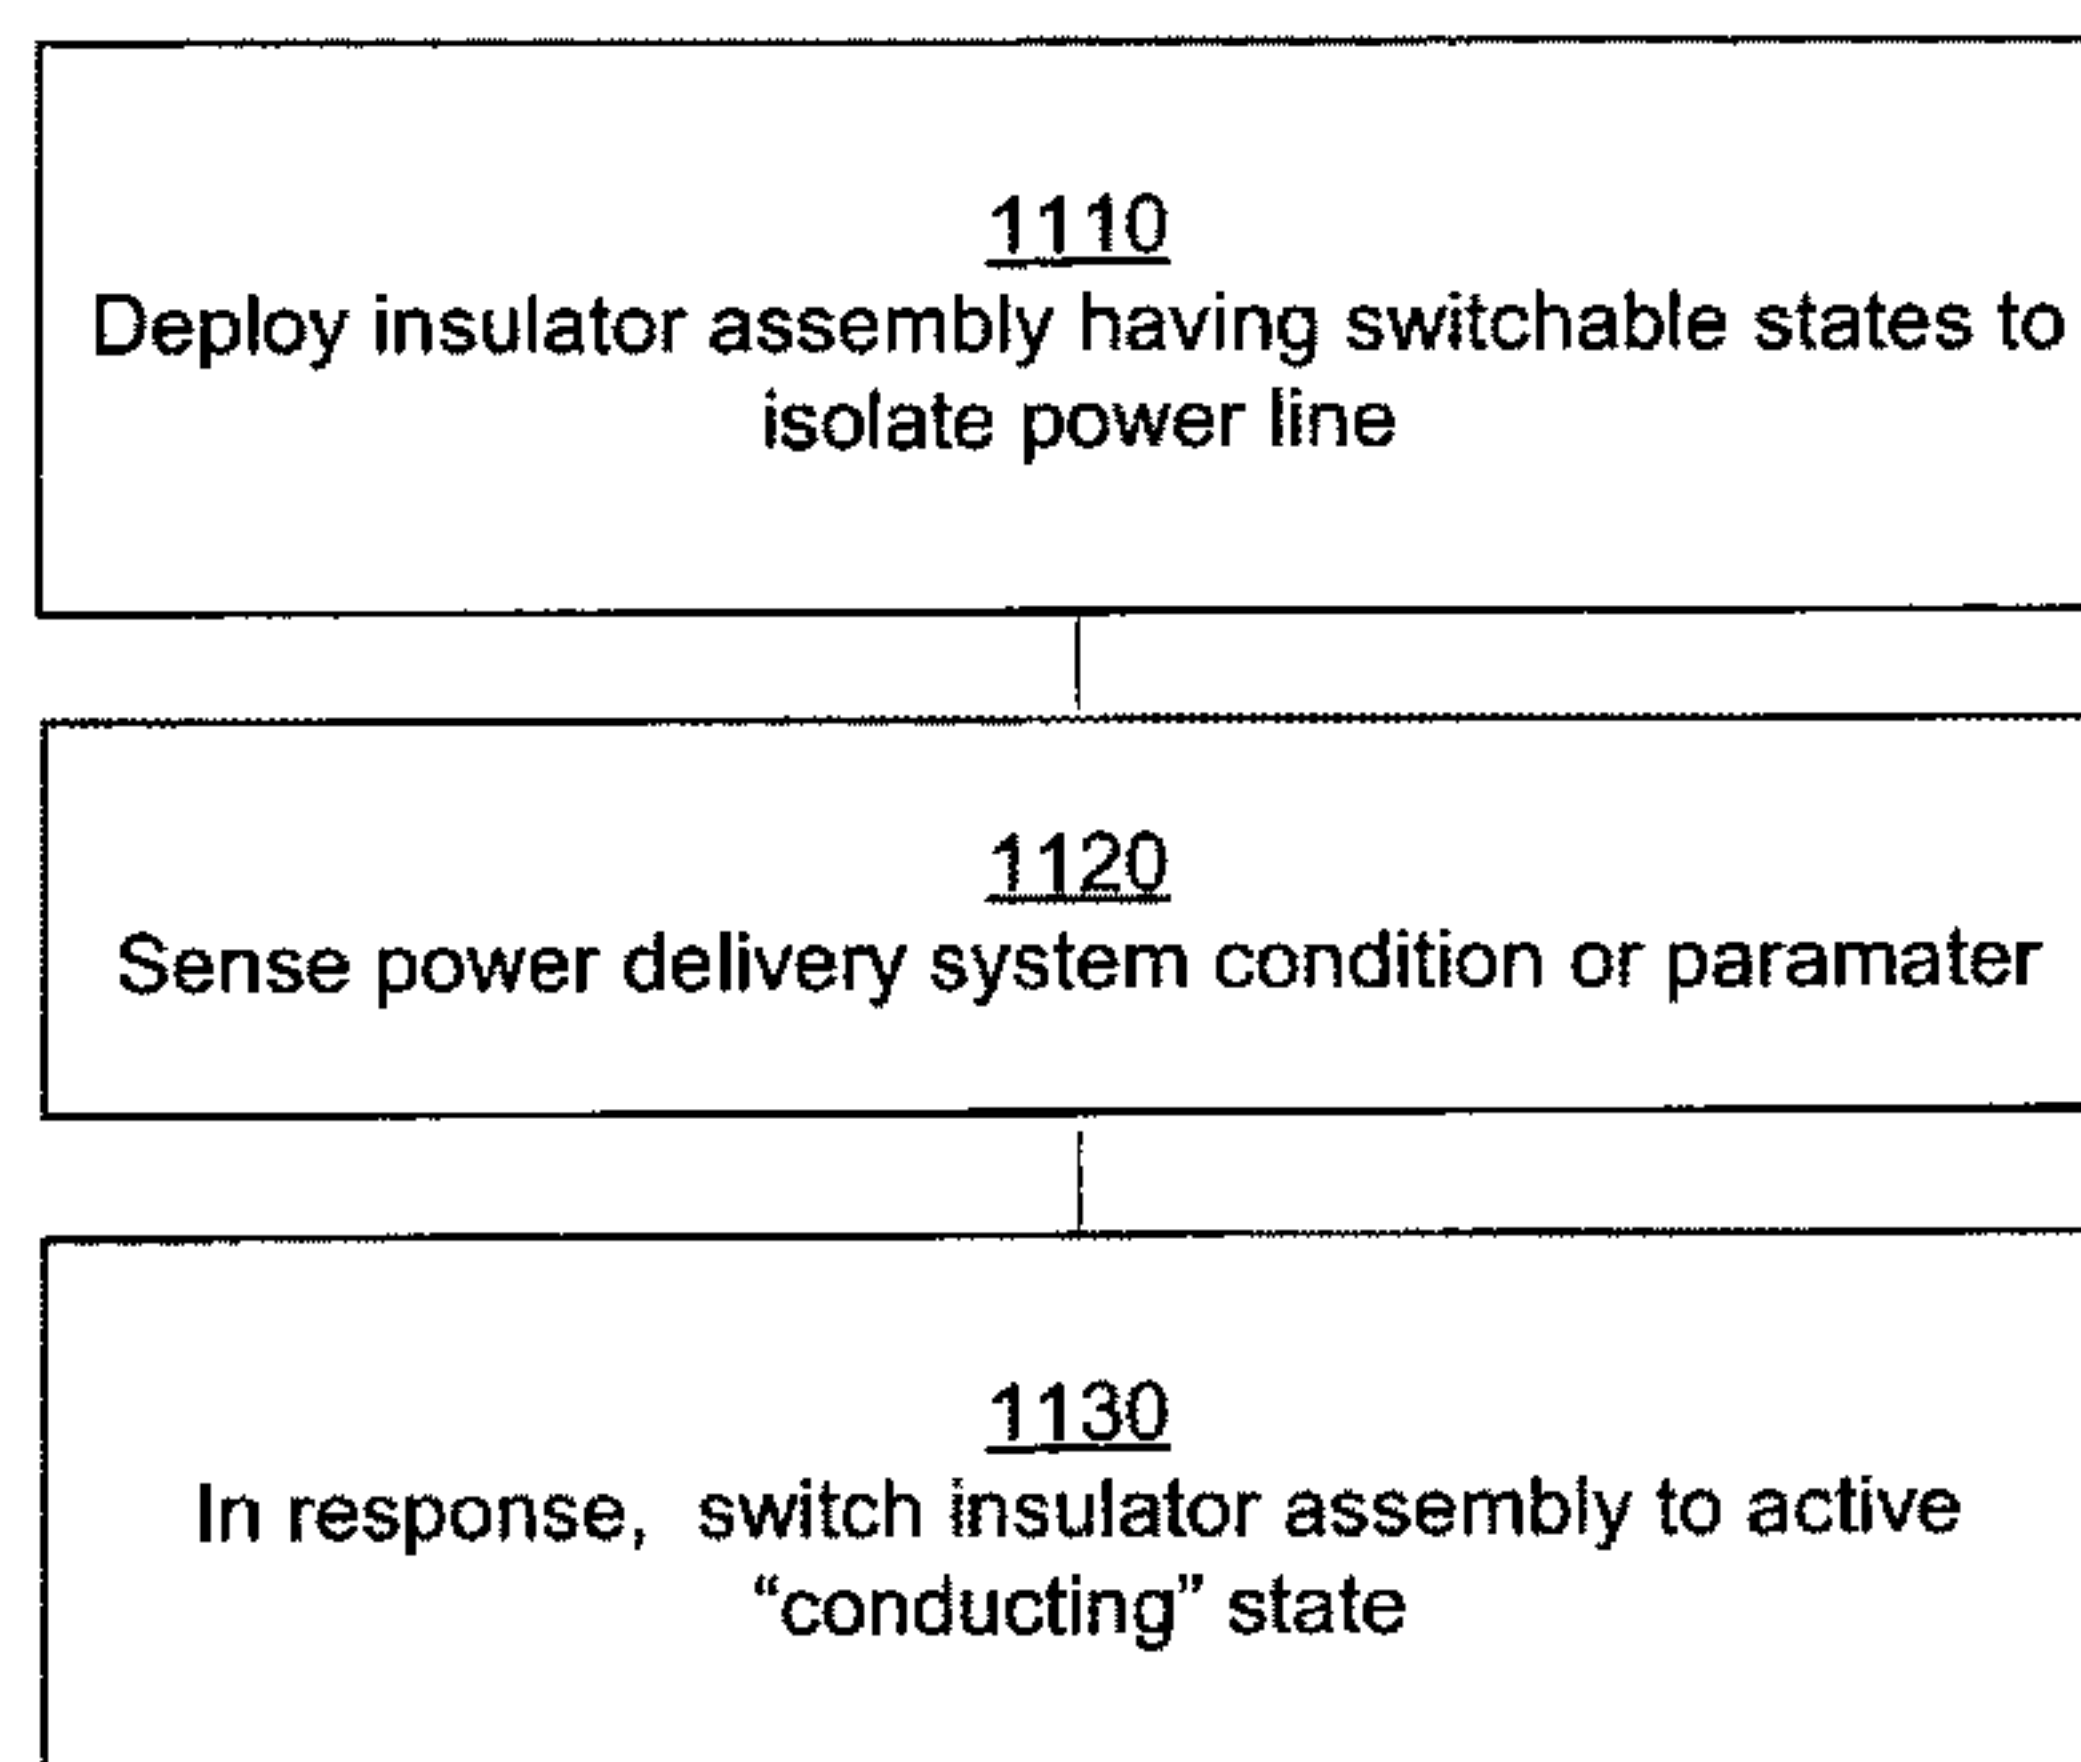 1110
Deploy insulator assembly having switchable states to
isolate power line
1120
Sense power delivery system condition or paramater
1130
In response, switch insulator assembly to active
“conducting” state